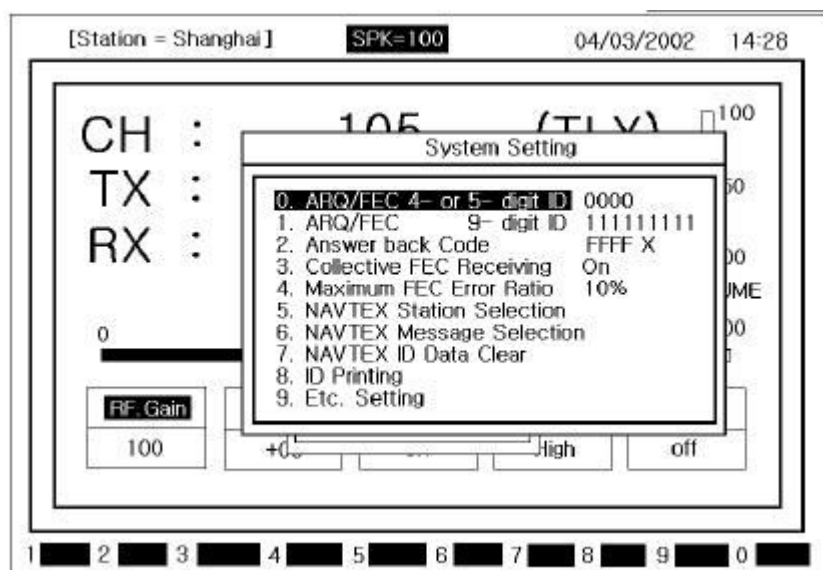 [Station = Shanghai] SPK=100 04/03/2002 14:28
CH :
100
System Setting
TX :
RX :
0. ARQ/FEC 4- or 5- digit ID 0000
1. ARQ/FEC 9- digit ID 111111111
2. Answer back Code FFFF X
3. Collective FEC Receiving On
4. Maximum FEC Error Ratio 10%
5. NAVTEX Station Selection
6. NAVTEX Message Selection
7. NAVTEX ID Data Clear
8. ID Printing
9. Etc. Setting
0
RF. Gain
100 off
1 2 3 4 5 6 7 8 9 0